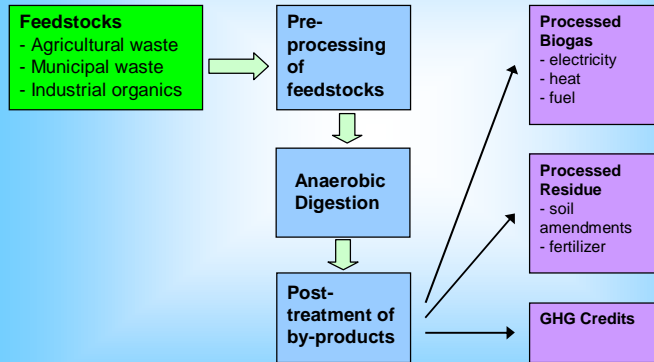 Feedstocks
- Agricultural waste
- Municipal waste
- Industrial organics
Pre-
processing
of
feedstocks
Anaerobic
Digestion
Post-
treatment of
by-products
Processed
Biogas
- electricity
- heat
- fuel
Processed
Residue
- soil
amendments
- fertilizer
GHG Credits